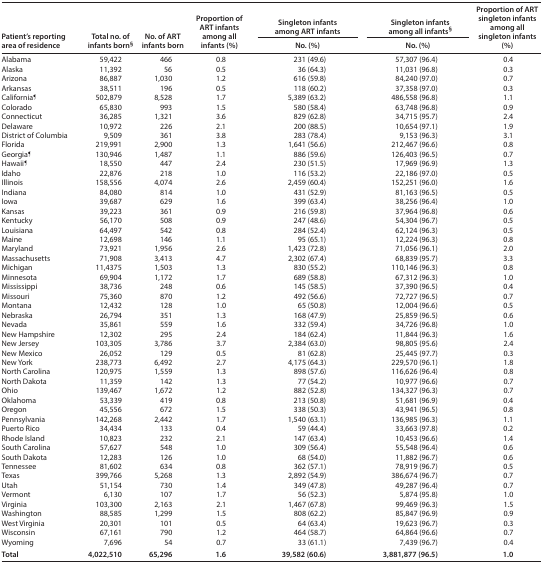 Patient's reporting area of residence | Total no. of infants born§ | No. of ART infants born | Proportion of ART infants among all infants (%) | Singleton infants among ART infants No. (%) | Singleton infants among all infants§ No. (%) | Proportion of ART singleton infants among all singleton infants (%)
Alabama 59,422 466 0.8 231 (49.6) 57,307 (96.4) 0.4
Alaska 11,392 56 0.5 36 (64.3) 11,031 (96.8) 0.3
Arizona 86,887 1,030 1.2 616 (59.8) 84,240 (97.0) 0.7
Arkansas 38,511 196 0.5 118 (60.2) 37,358 (97.0) 0.3
California¶ 502,879 8,528 1.7 5,389 (63.2) 486,558 (96.8) 1.1
Colorado 65,830 993 1.5 580 (58.4) 63,748 (96.8) 0.9
Connecticut 36,285 1,321 3.6 829 (62.8) 34,715 (95.7) 2.4
Delaware 10,972 226 2.1 200 (88.5) 10,654 (97.1) 1.9
District of Columbia 9,509 361 3.8 283 (78.4) 9,153 (96.3) 3.1
Florida 219,991 2,900 1.3 1,641 (56.6) 212,467 (96.6) 0.8
Georgia¶ 130,946 1,487 1.1 886 (59.6) 126,403 (96.5) 0.7
Hawaii¶ 18,550 447 2.4 230 (51.5) 17,969 (96.9) 1.3
Idaho 22,876 218 1.0 116 (53.2) 22,186 (97.0) 0.5
Illinois 158,556 4,074 2.6 2,459 (60.4) 152,251 (96.0) 1.6
Indiana 84,080 814 1.0 431 (52.9) 81,163 (96.5) 0.5
Iowa 39,687 629 1.6 399 (63.4) 38,256 (96.4) 1.0
Kansas 39,223 361 0.9 216 (59.8) 37,964 (96.8) 0.6
Kentucky 56,170 508 0.9 247 (48.6) 54,304 (96.7) 0.5
Louisiana 64,497 542 0.8 284 (52.4) 62,124 (96.3) 0.5
Maine 12,698 146 1.1 95 (65.1) 12,224 (96.3) 0.8
Maryland 73,921 1,956 2.6 1,423 (72.8) 71,056 (96.1) 2.0
Massachusetts 71,908 3,413 4.7 2,302 (67.4) 68,839 (95.7) 3.3
Michigan 11,4375 1,503 1.3 830 (55.2) 110,146 (96.3) 0.8
Minnesota 69,904 1,172 1.7 689 (58.8) 67,312 (96.3) 1.0
Mississippi 38,736 248 0.6 145 (58.5) 37,390 (96.5) 0.4
Missouri 75,360 870 1.2 492 (56.6) 72,727 (96.5) 0.7
Montana 12,432 128 1.0 65 (50.8) 12,004 (96.6) 0.5
Nebraska 26,794 351 1.3 168 (47.9) 25,859 (96.5) 0.6
Nevada 35,861 559 1.6 332 (59.4) 34,726 (96.8) 1.0
New Hampshire 12,302 295 2.4 184 (62.4) 11,844 (96.3) 1.6
New Jersey 103,305 3,786 3.7 2,384 (63.0) 98,805 (95.6) 2.4
New Mexico 26,052 129 0.5 81 (62.8) 25,445 (97.7) 0.3
New York 238,773 6,492 2.7 4,175 (64.3) 229,570 (96.1) 1.8
North Carolina 120,975 1,559 1.3 898 (57.6) 116,626 (96.4) 0.8
North Dakota 11,359 142 1.3 77 (54.2) 10,977 (96.6) 0.7
Ohio 139,467 1,672 1.2 882 (52.8) 134,327 (96.3) 0.7
Oklahoma 53,339 419 0.8 213 (50.8) 51,681 (96.9) 0.4
Oregon 45,556 672 1.5 338 (50.3) 43,941 (96.5) 0.8
Pennsylvania 142,268 2,442 1.7 1,540 (63.1) 136,985 (96.3) 1.1
Puerto Rico 34,434 133 0.4 59 (44.4) 33,663 (97.8) 0.2
Rhode Island 10,823 232 2.1 147 (63.4) 10,453 (96.6) 1.4
South Carolina 57,627 548 1.0 309 (56.4) 55,548 (96.4) 0.6
South Dakota 12,283 126 1.0 68 (54.0) 11,882 (96.7) 0.6
Tennessee 81,602 634 0.8 362 (57.1) 78,919 (96.7) 0.5
Texas 399,766 5,268 1.3 2,892 (54.9) 386,674 (96.7) 0.7
Utah 51,154 730 1.4 349 (47.8) 49,287 (96.4) 0.7
Vermont 6,130 107 1.7 56 (52.3) 5,874 (95.8) 1.0
Virginia 103,300 2,163 2.1 1,467 (67.8) 99,469 (96.3) 1.5
Washington 88,585 1,299 1.5 808 (62.2) 85,847 (96.9) 0.9
West Virginia 20,301 101 0.5 64 (63.4) 19,623 (96.7) 0.3
Wisconsin 67,161 790 1.2 464 (58.7) 64,864 (96.6) 0.7
Wyoming 7,696 54 0.7 33 (61.1) 7,439 (96.7) 0.4
Total 4,022,510 65,296 1.6 39,582 (60.6) 3,881,877 (96.5) 1.0